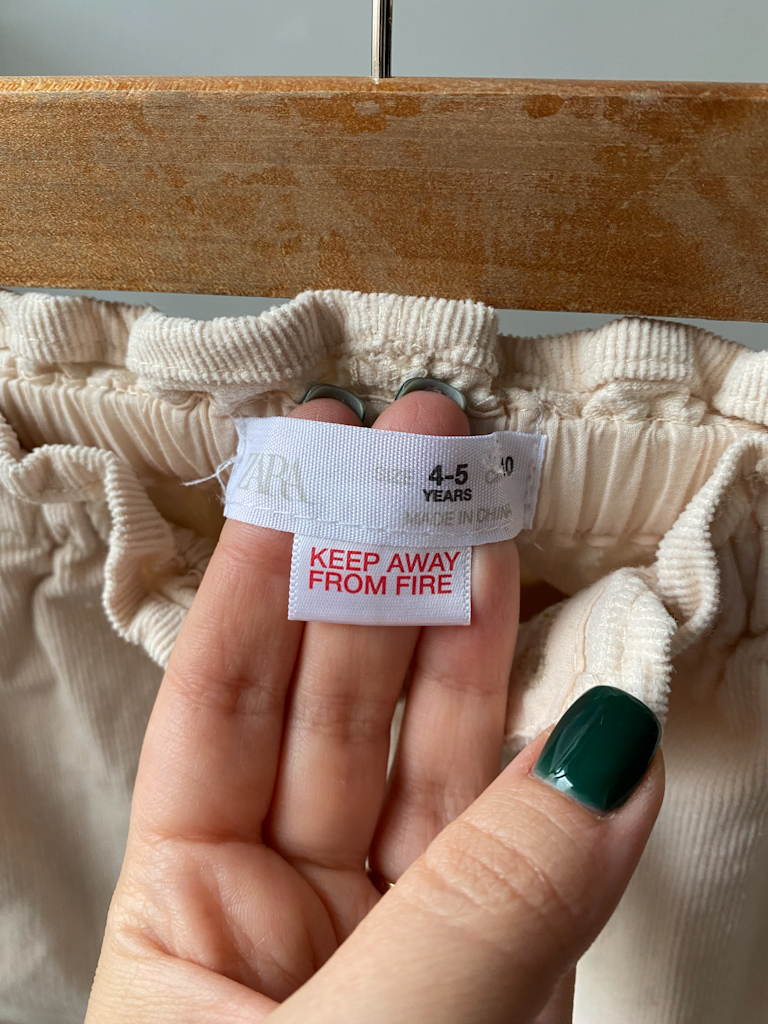 ZARA
SIZE 4-5
YEARS
MADE IN CHINA
KEEP AWAY
FROM FIRE